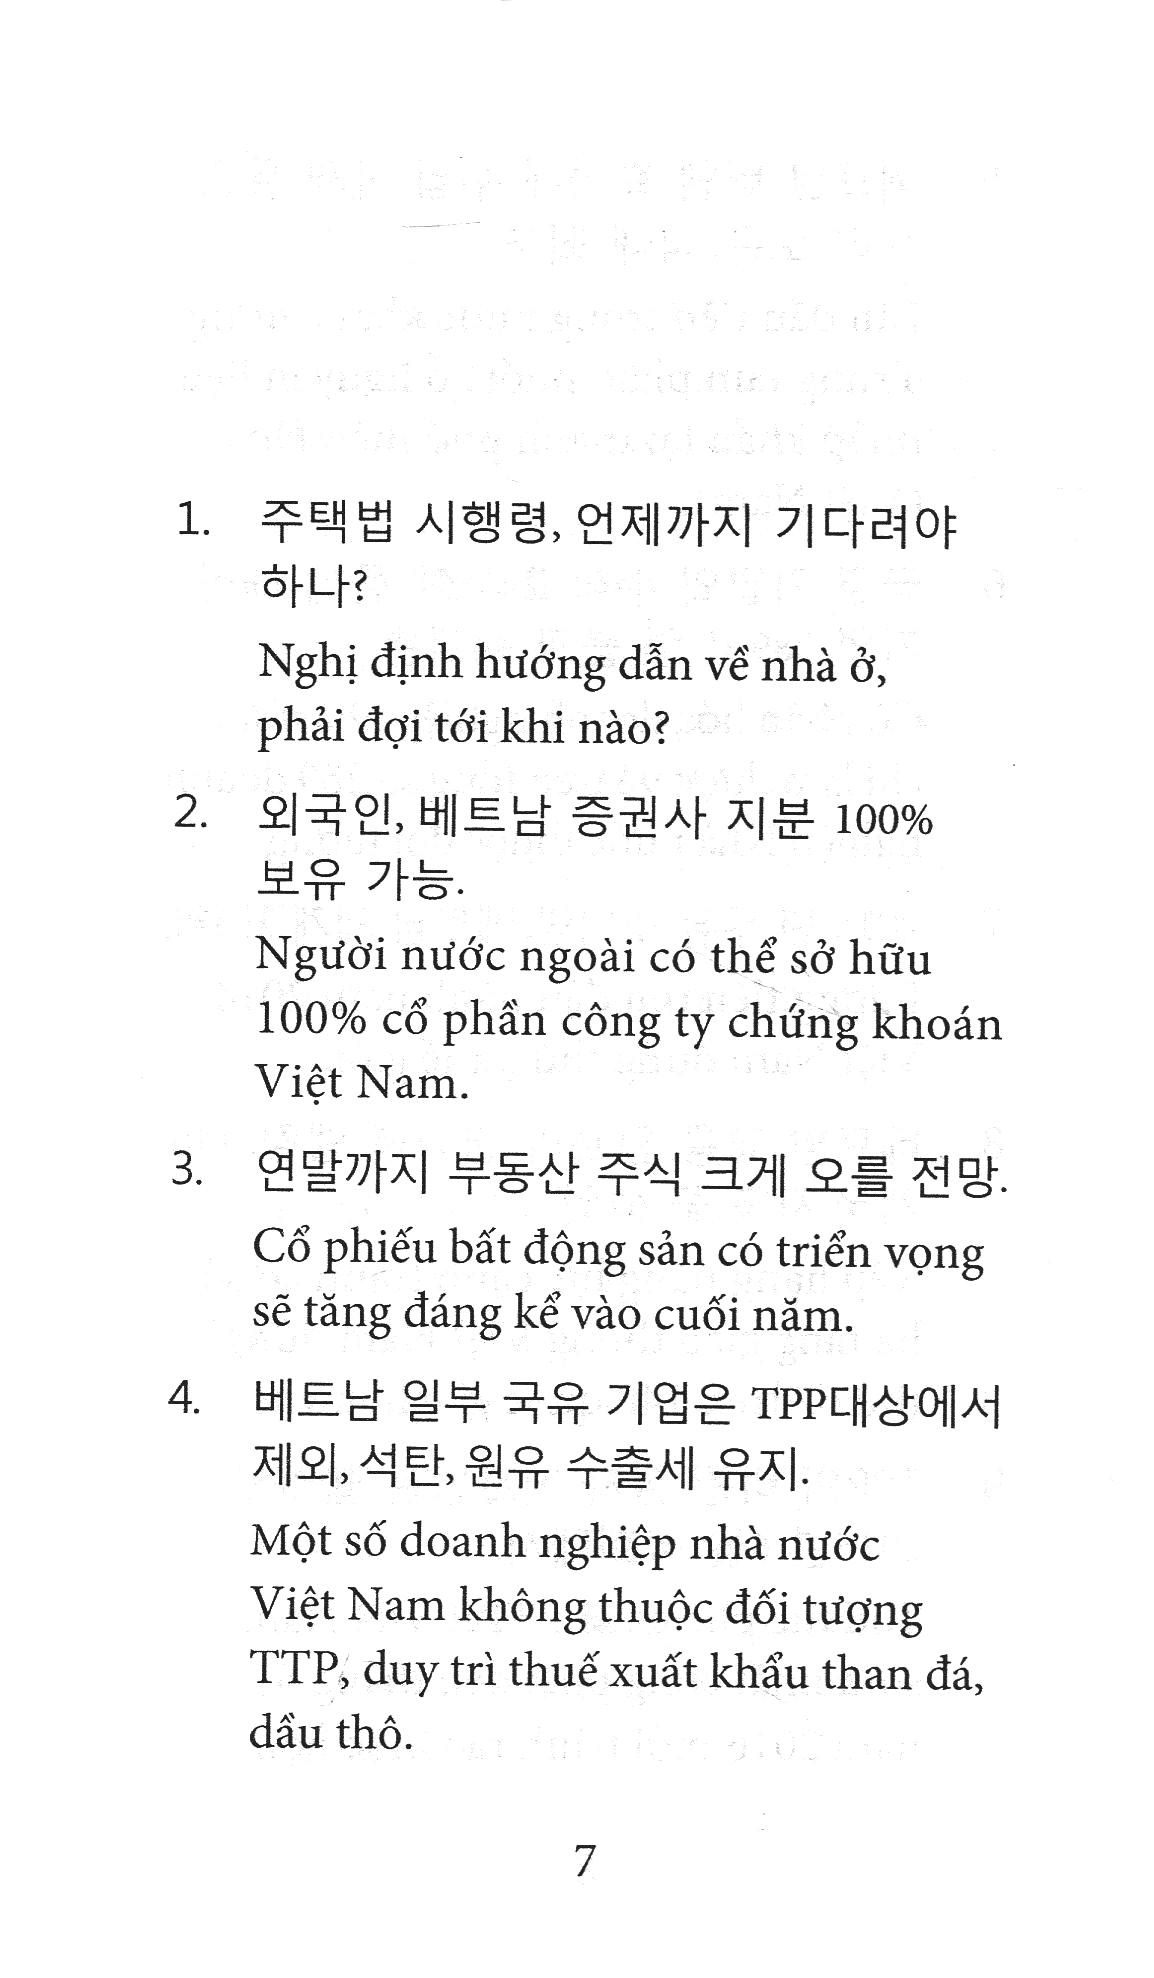 1. 주택법 시행령, 언제까지 기다려야
하나?
Nghị định hướng dẫn về nhà ở,
phải đợi tới khi nào?
2. 외국인, 베트남 증권사 지분 100%
보유 가능.
Người nước ngoài có thể sở hữu
100% cổ phần công ty chứng khoán
Việt Nam.
3. 연말까지 부동산 주식 크게 오를 전망.
Cổ phiếu bất động sản có triển vọng
sẽ tăng đáng kể vào cuối năm.
4. 베트남 일부 국유 기업은 TPP대상에서
제외, 석탄, 원유 수출세 유지.
Một số doanh nghiệp nhà nước
Việt Nam không thuộc đối tượng
TTP, duy trì thuế xuất khẩu than đá,
dầu thô.
7